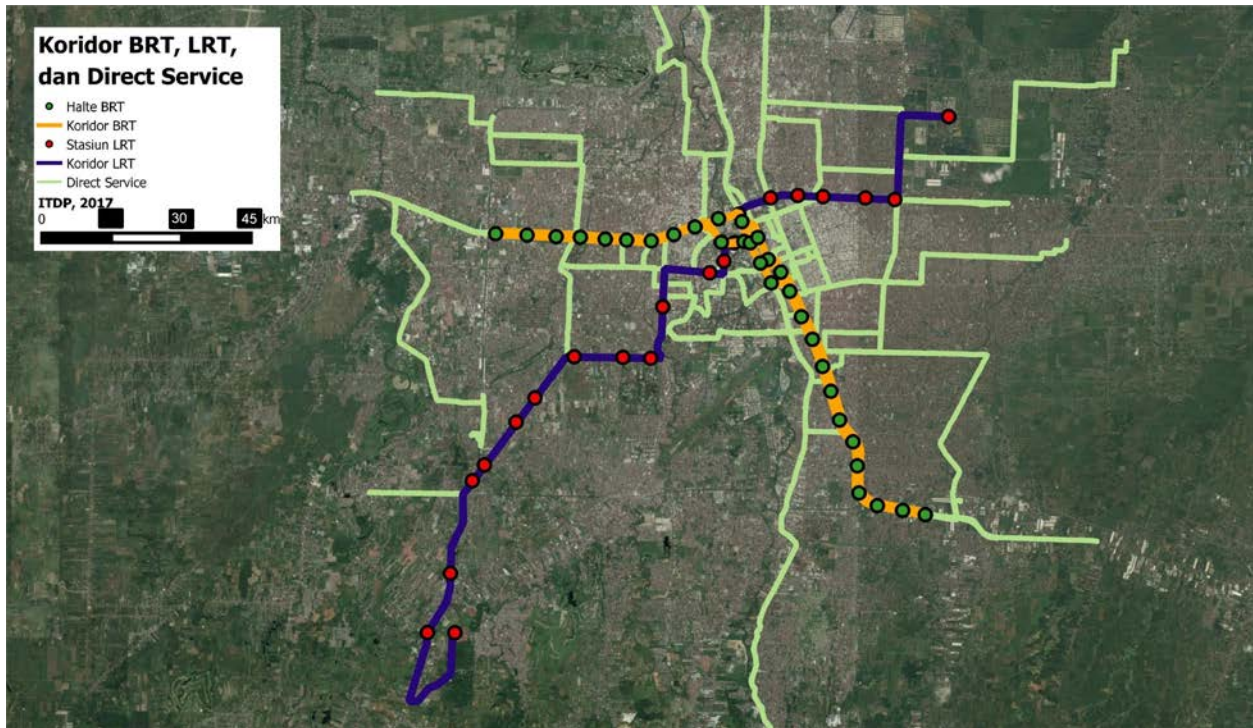 Koridor BRT, LRT,
dan Direct Service
Halte BRT
Koridor BRT
Stasiun LRT
Koridor LRT
Direct Service
ITDP, 2017
0 30 45 km